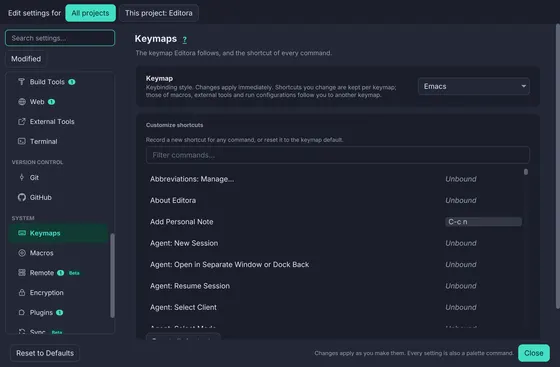 Edit settings for
All projects
This project: Editora
Search settings...
Modified
Build Tools 1
Web 1
External Tools
Terminal
VERSION CONTROL
Git
GitHub
SYSTEM
Keymaps
Macros
Remote 1 Beta
Encryption
Plugins 1
Sync Beta
Reset to Defaults
Keymaps ?
The keymap Editora follows, and the shortcut of every command.
Keymap
Keybinding style. Changes apply immediately. Shortcuts you change are kept per keymap;
those of macros, external tools and run configurations follow you to another keymap.
Emacs
Customize shortcuts
Record a new shortcut for any command, or reset it to the keymap default.
Filter commands...
Abbreviations: Manage... Unbound
About Editora Unbound
Add Personal Note C-c n
Agent: New Session Unbound
Agent: Open in Separate Window or Dock Back Unbound
Agent: Resume Session Unbound
Agent: Select Client Unbound
Agent: Select Mode Unbound
Changes apply as you make them. Every setting is also a palette command.
Close